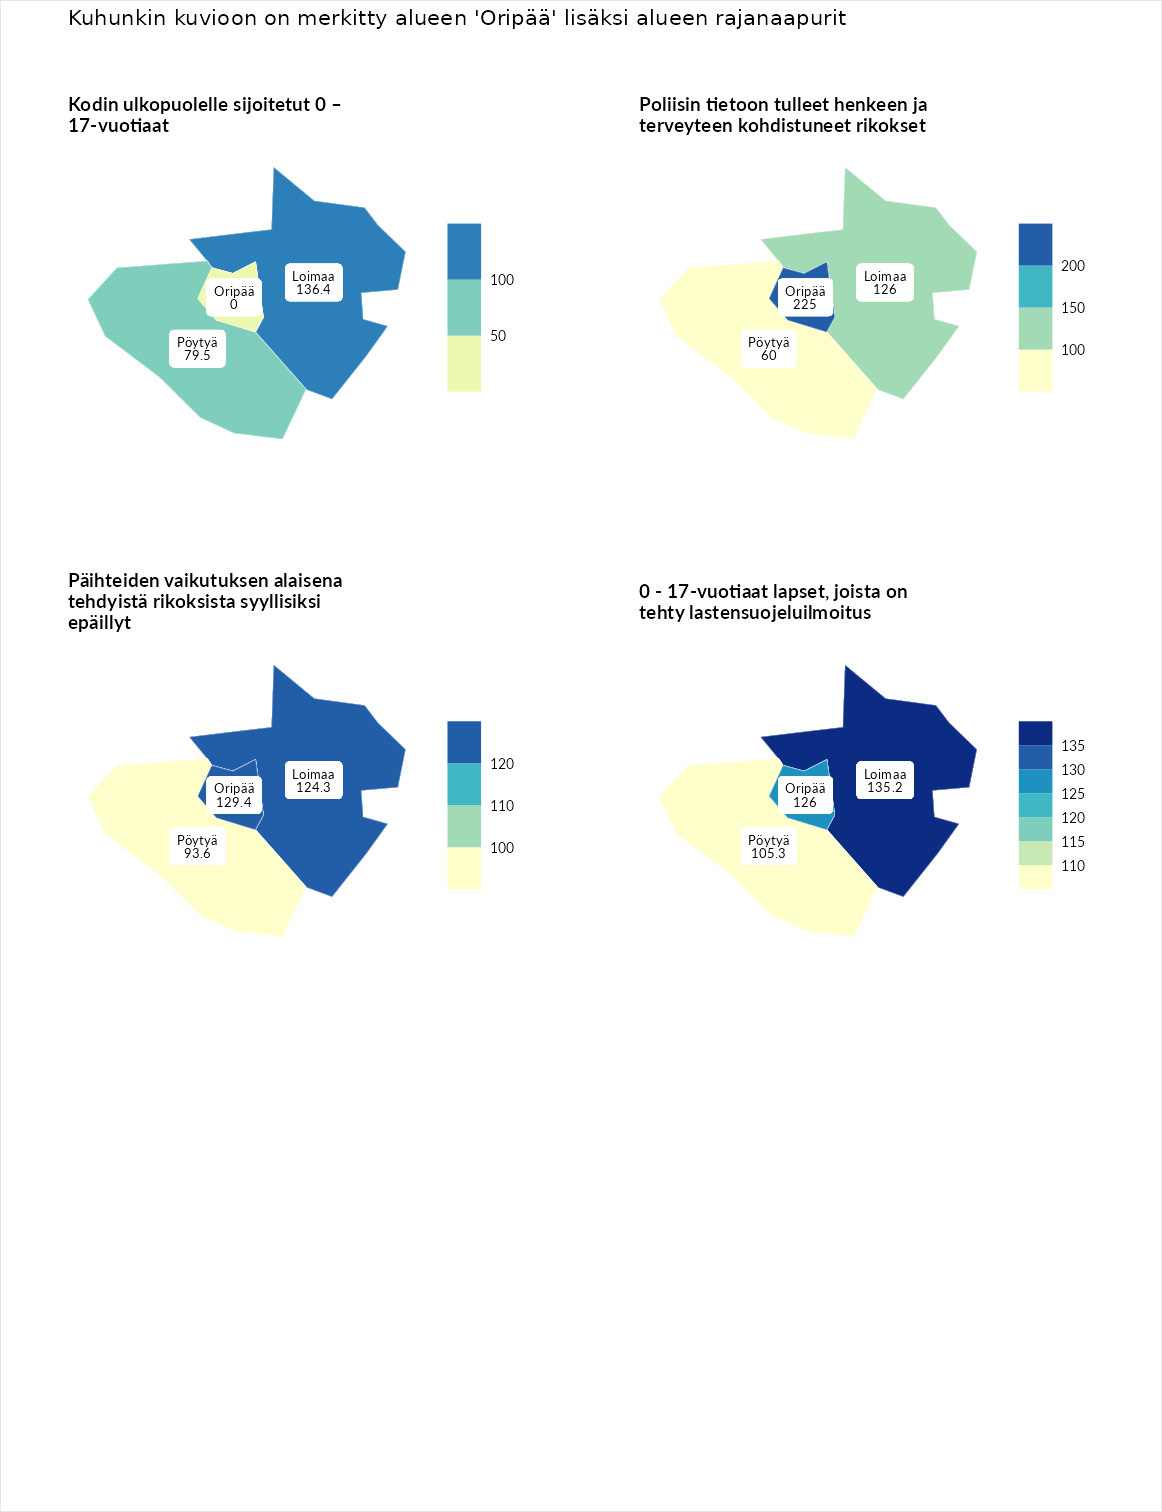 Kuhunkin kuvioon on merkitty alueen 'Oripää' lisäksi alueen rajanaapurit
Kodin ulkopuolelle sijoitetut 0 –
17-vuotiaat
Loimaa
136.4
Oripää
0
Pöytyä
79.5
100
50
Poliisin tietoon tulleet henkeen ja
terveyteen kohdistuneet rikokset
Loimaa
126
Oripää
225
Pöytyä
60
200
150
100
Päihteiden vaikutuksen alaisena
tehdyistä rikoksista syyllisiksi
epäillyt
Loimaa
124.3
Oripää
129.4
Pöytyä
93.6
120
110
100
0 - 17-vuotiaat lapset, joista on
tehty lastensuojeluilmoitus
Loimaa
135.2
Oripää
126
Pöytyä
105.3
135
130
125
120
115
110